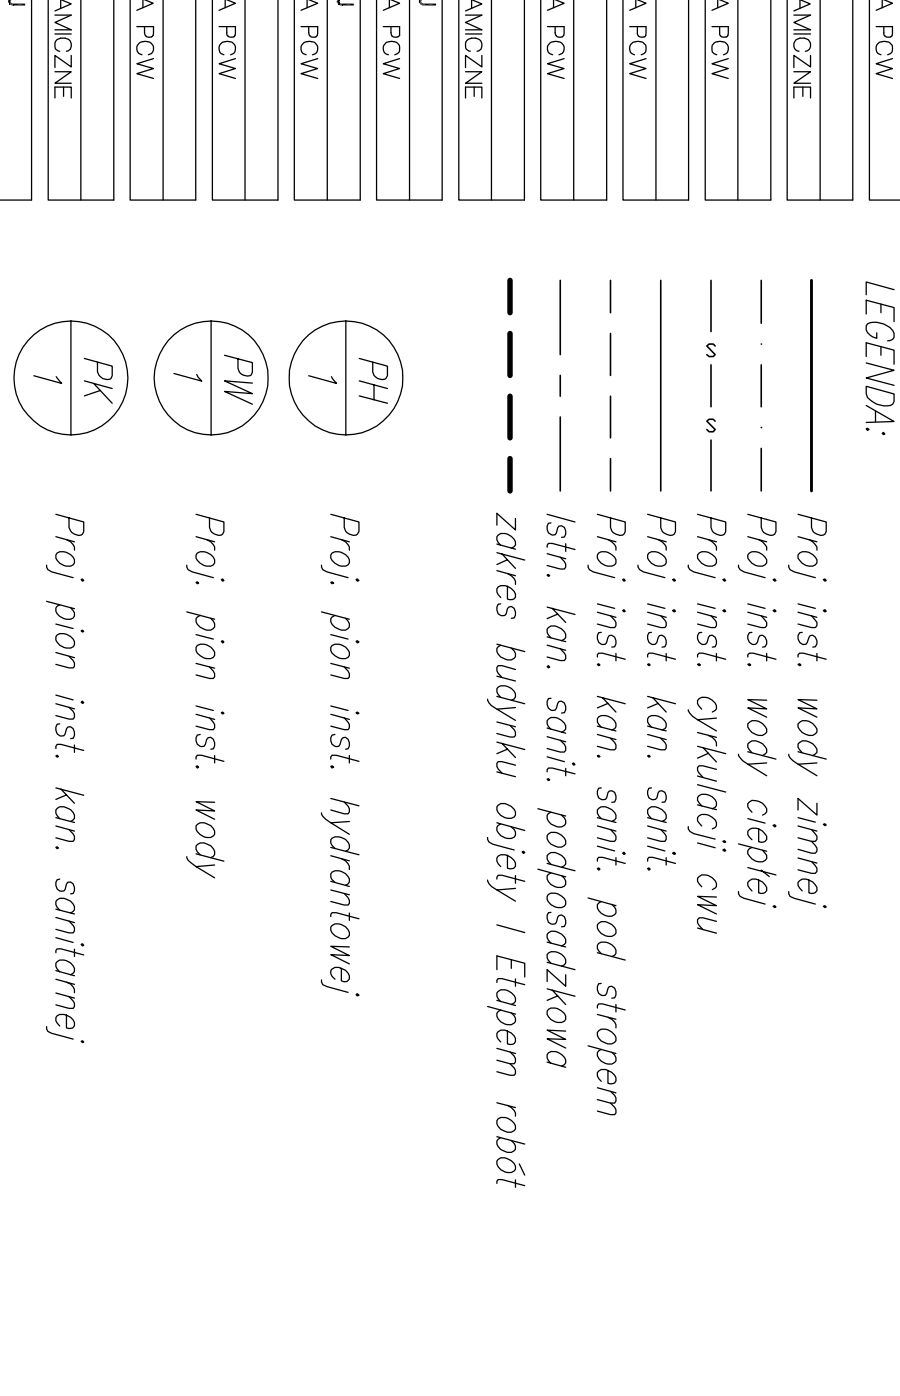 A PCW
AMICZNE
A PCW
A PCW
A PCW
AMICZNE
A PCW
A PCW
A PCW
A PCW
AMICZNE
LEGENDA:
Proj inst. wody zimnej
Proj inst. wody ciepłej
S S Proj inst. cyrkulacji cwu
Proj inst. kan. sanit.
Proj inst. kan. sanit. pod stropem
Istn. kan. sanit. podposadzkowa
zakres budynku objety I Etapem robót
PH
1
Proj. pion inst. hydrantowej
PW
1
Proj. pion inst. wody
PK
1
Proj pion inst. kan. sanitarnej